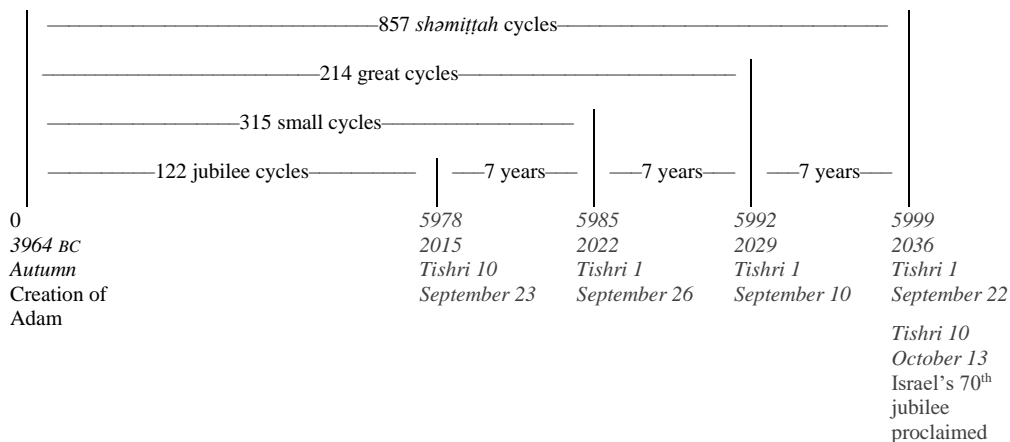 857 shəmiṭṭah cycles
214 great cycles
315 small cycles
122 jubilee cycles 7 years 7 years 7 years
0 5978 5985 5992 5999
3964 BC 2015 2022 2029 2036
Autumn Tishri 10 Tishri 1 Tishri 1 Tishri 1
Creation of September 23 September 26 September 10 September 22
Adam
Tishri 10
October 13
Israel’s 70th
jubilee
proclaimed